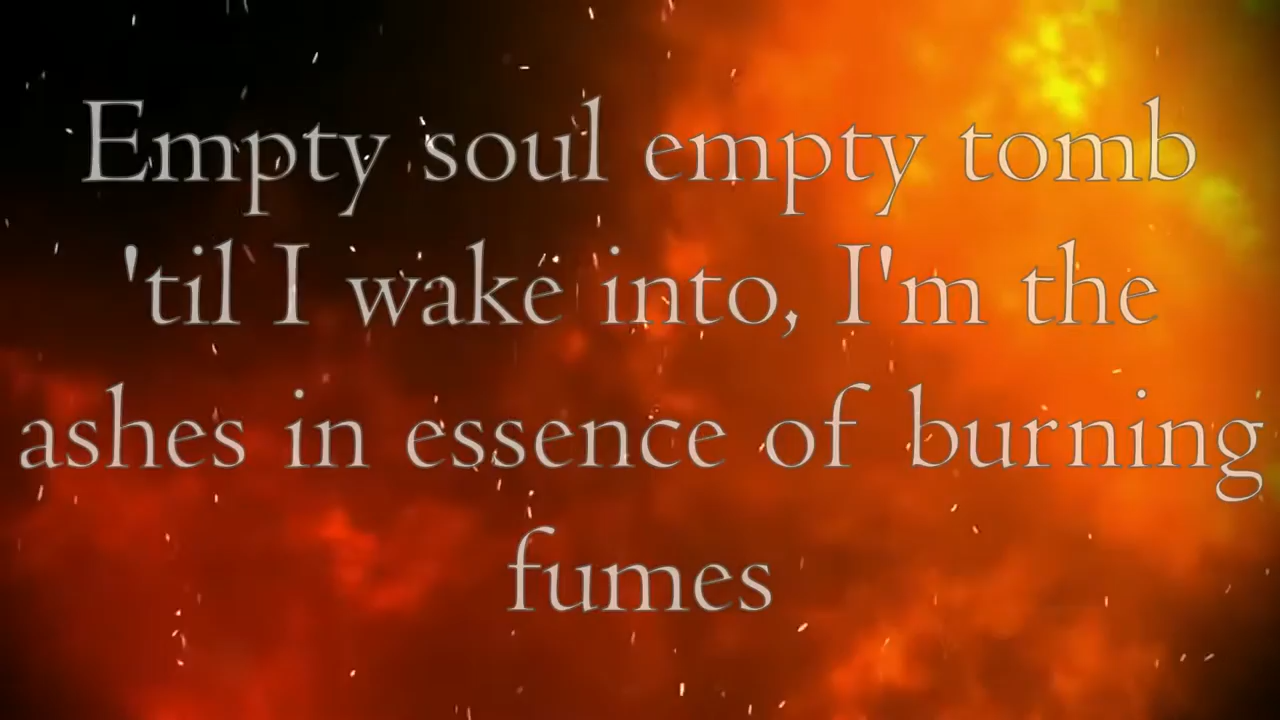 Empty soul empty tomb
'til I wake into, I'm the
ashes in essence of burning
fumes